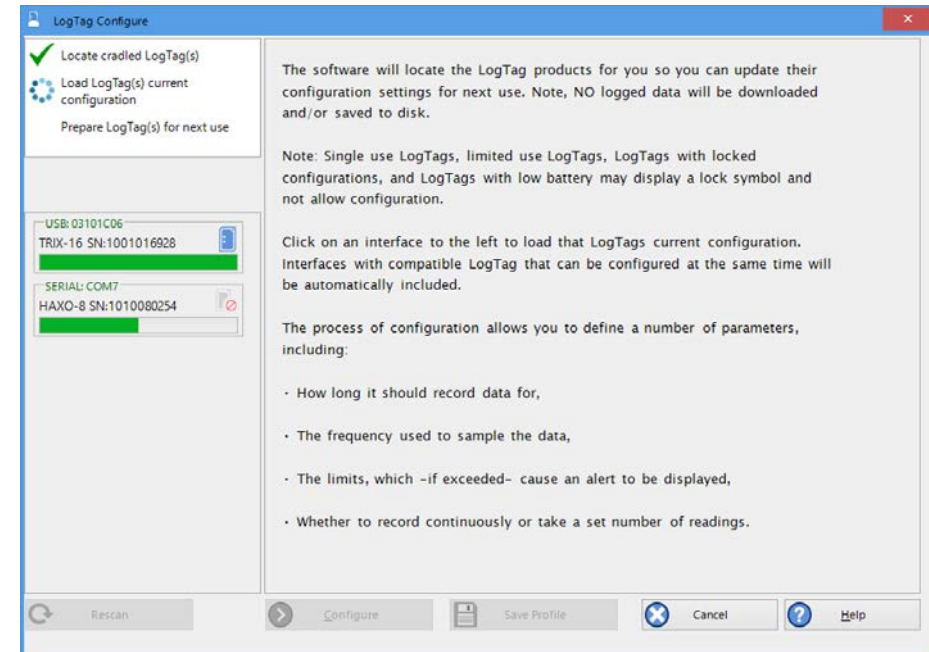 LogTag Configure
Locate cradled LogTag(s)
Load LogTag(s) current
configuration
Prepare LogTag(s) for next use
USB: 03101C06
TRIX-16 SN:1001016928
SERIAL: COM7
HAXO-8 SN:1010080254
The software will locate the LogTag products for you so you can update their
configuration settings for next use. Note, NO logged data will be downloaded
and/or saved to disk.
Note: Single use LogTags, limited use LogTags, LogTags with locked
configurations, and LogTags with low battery may display a lock symbol and
not allow configuration.
Click on an interface to the left to load that LogTags current configuration.
Interfaces with compatible LogTag that can be configured at the same time will
be automatically included.
The process of configuration allows you to define a number of parameters,
including:
· How long it should record data for,
· The frequency used to sample the data,
· The limits, which -if exceeded- cause an alert to be displayed,
· Whether to record continuously or take a set number of readings.
Rescan
Configure
Save Profile
Cancel
Help